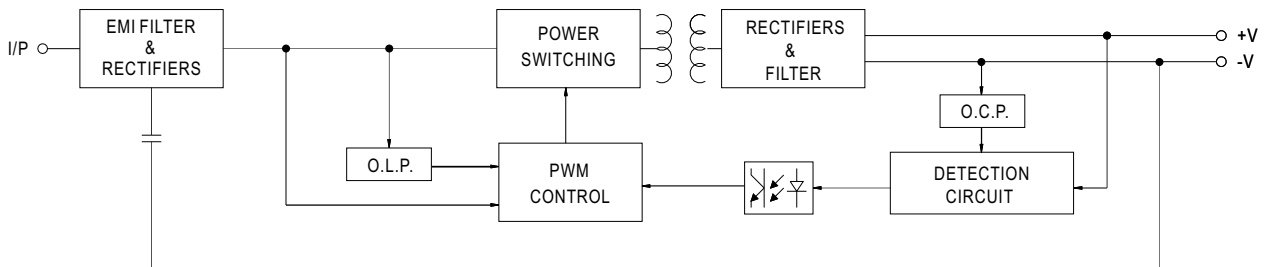 I/P
EMI FILTER
&
RECTIFIERS
POWER
SWITCHING
RECTIFIERS
&
FILTER
+V
-V
O.C.P.
O.L.P.
PWM
CONTROL
DETECTION
CIRCUIT